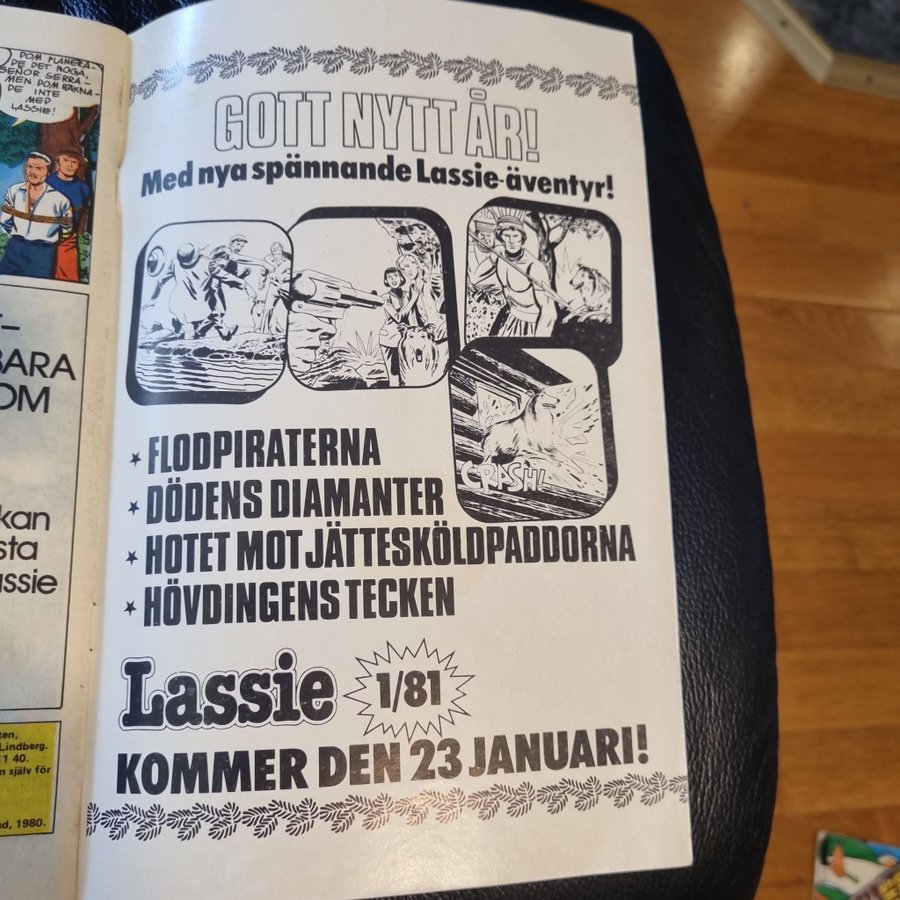 DOM PLANERA-
DE DET NOGA,
SEÑOR SERRA -
MEN DOM RÄKNA-
DE INTE
MED
LASSIE!
BARA
OM
kan
sta
assie
Lindberg.
11 40.
n själv för
1980.
GOTT NYTT ÅR!
Med nya spännande Lassie-äventyr!
CRASH!
★ FLODPIRATERNA
★ DÖDENS DIAMANTER
★ HOTET MOT JÄTTESKÖLDPADDORNA
★ HÖVDINGENS TECKEN
Lassie 1/81
KOMMER DEN 23 JANUARI!